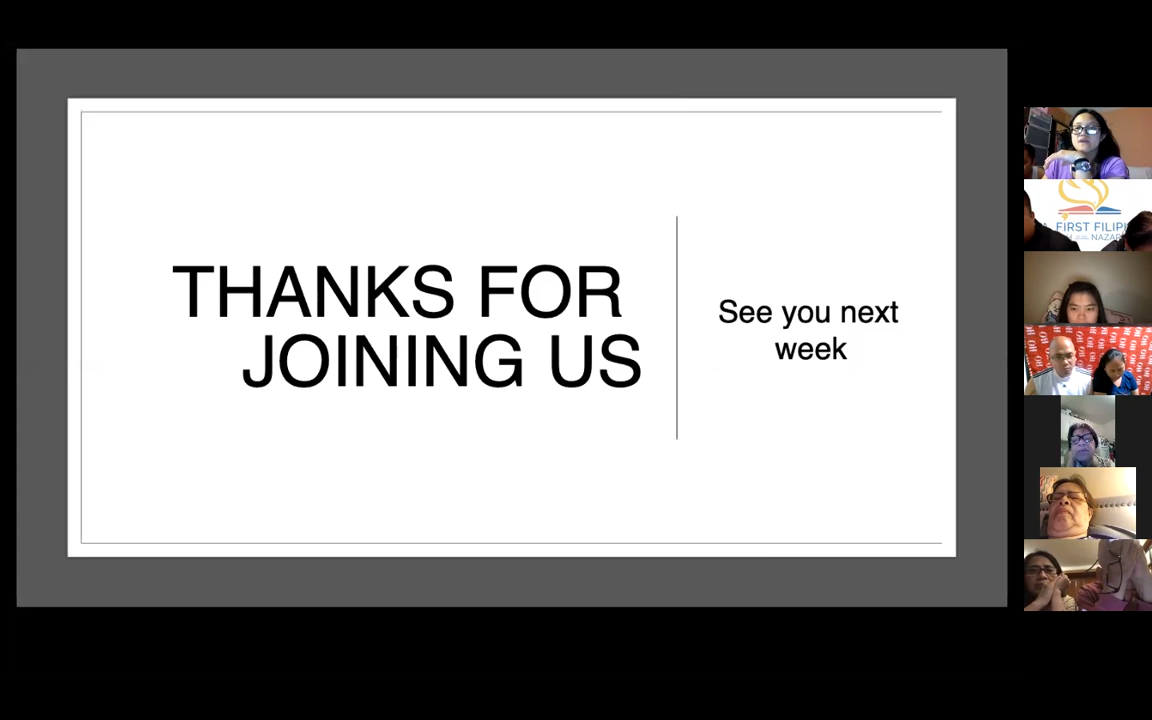 THANKS FOR
JOINING US
See you next
week
FIRST FILIPI
NAZAR